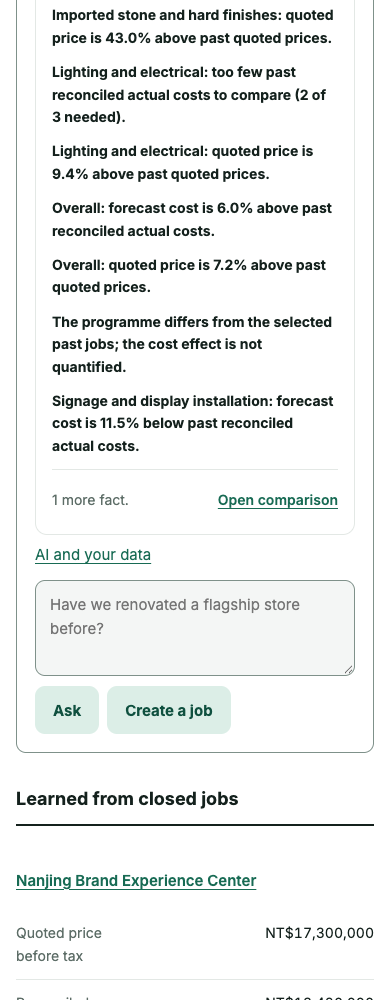 Imported stone and hard finishes: quoted
price is 43.0% above past quoted prices.
Lighting and electrical: too few past
reconciled actual costs to compare (2 of
3 needed).
Lighting and electrical: quoted price is
9.4% above past quoted prices.
Overall: forecast cost is 6.0% above past
reconciled actual costs.
Overall: quoted price is 7.2% above past
quoted prices.
The programme differs from the selected
past jobs; the cost effect is not
quantified.
Signage and display installation: forecast
cost is 11.5% below past reconciled
actual costs.
1 more fact. Open comparison
AI and your data
Have we renovated a flagship store
before?
Ask Create a job
Learned from closed jobs
Nanjing Brand Experience Center
Quoted price NT$17,300,000
before tax